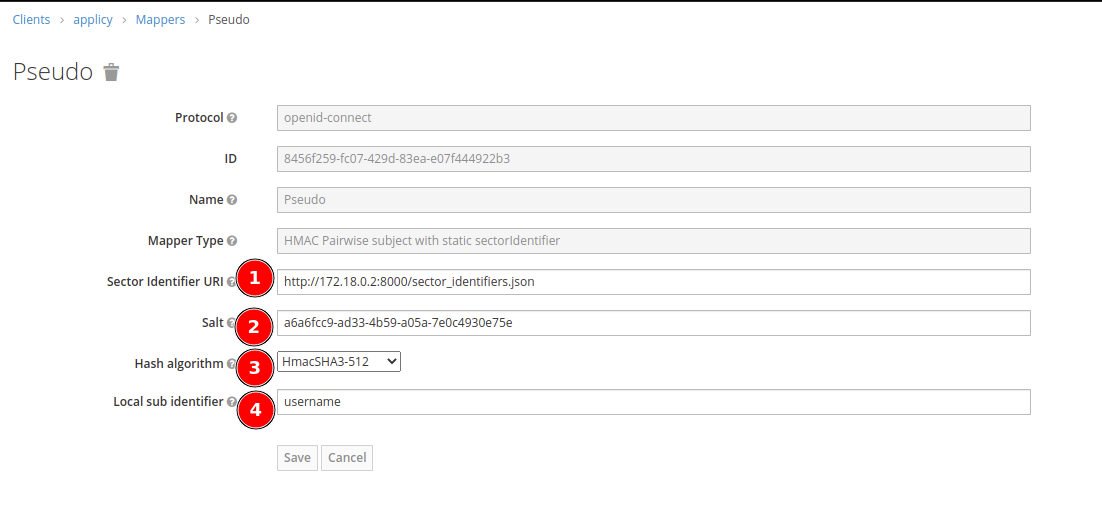 Clients › applicy › Mappers › Pseudo
Pseudo
Protocol ? openid-connect
ID 8456f259-fc07-429d-83ea-e07f444922b3
Name ? Pseudo
Mapper Type ? HMAC Pairwise subject with static sectorIdentifier
Sector Identifier URI ? 1 http://172.18.0.2:8000/sector_identifiers.json
Salt ? 2 a6a6fcc9-ad33-4b59-a05a-7e0c4930e75e
Hash algorithm ? 3 HmacSHA3-512
Local sub identifier ? 4 username
Save Cancel